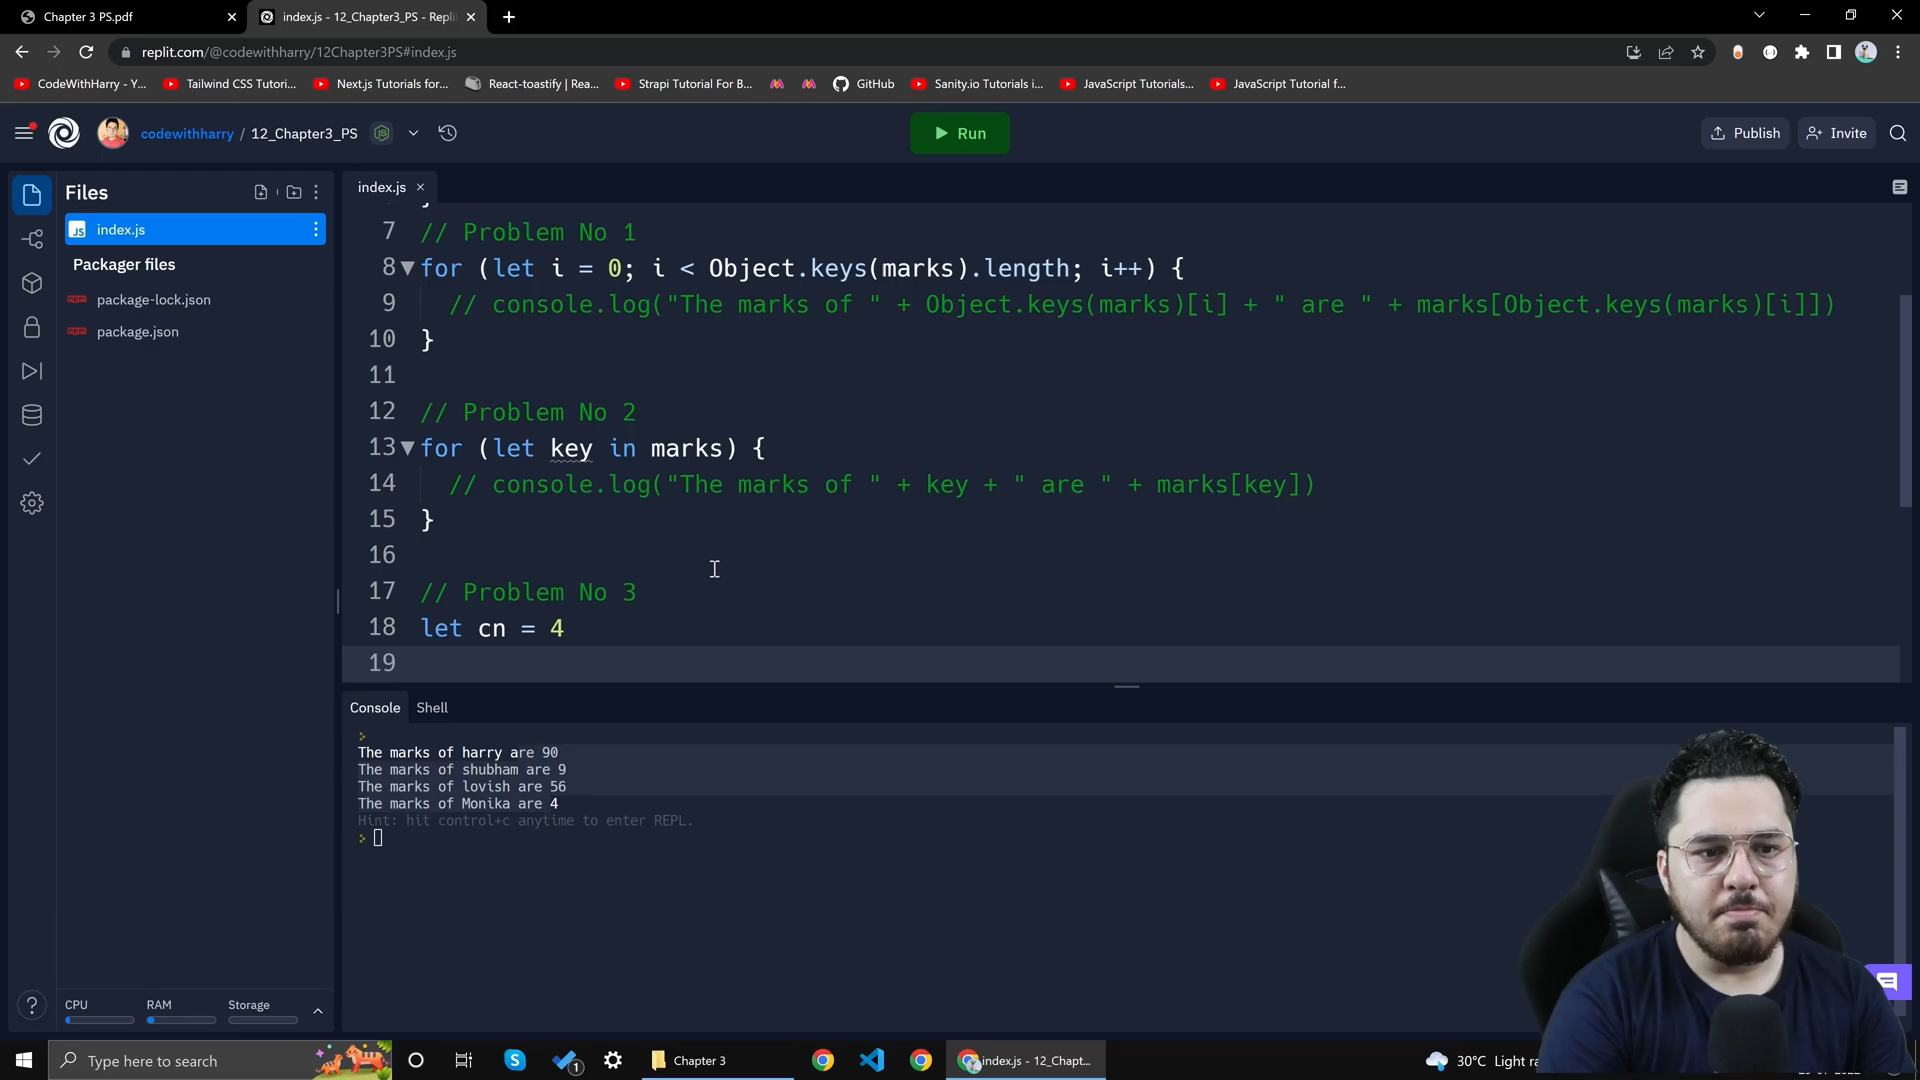 Chapter 3 PS.pdf
index.js - 12_Chapter3_PS - Repli
replit.com/@codewithharry/12Chapter3PS#index.js
CodeWithHarry - Y...
Tailwind CSS Tutori...
Next.js Tutorials for...
React-toastify | Rea...
Strapi Tutorial For B...
GitHub
Sanity.io Tutorials i...
JavaScript Tutorials...
JavaScript Tutorial f...
codewithharry / 12_Chapter3_PS
Run
Publish
Invite
Files
index.js
Packager files
package-lock.json
package.json
index.js
7 // Problem No 1
8 for (let i = 0; i < Object.keys(marks).length; i++) {
9 // console.log("The marks of " + Object.keys(marks)[i] + " are " + marks[Object.keys(marks)[i]])
10 }
11
12 // Problem No 2
13 for (let key in marks) {
14 // console.log("The marks of " + key + " are " + marks[key])
15 }
16
17 // Problem No 3
18 let cn = 4
19
Console Shell
The marks of harry are 90
The marks of shubham are 9
The marks of lovish are 56
The marks of Monika are 4
Hint: hit control+c anytime to enter REPL.
CPU RAM Storage
Type here to search
1
Chapter 3
index.js - 12_Chapt...
30°C Light ra